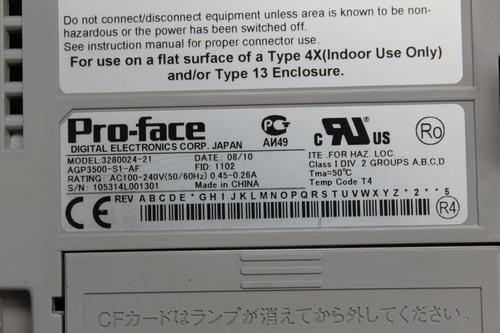 Do not connect/disconnect equipment unless area is known to be non-
hazardous or the power has been switched off.
See instruction manual for proper connector use.
For use on a flat surface of a Type 4X(Indoor Use Only)
and/or Type 13 Enclosure.
Pro-face
DIGITAL ELECTRONICS CORP. JAPAN
MODEL:3280024-21 DATE: 08/10
AGP3500-S1-AF FID: 1102
RATING: AC100-240V(50/60Hz) 0.45-0.26A
S/N: 105314L001301 Made in CHINA
АИ49
C US
ITE .FOR HAZ. LOC.
Class I DIV. 2 GROUPS A,B,C,D
Tma=50°C
Temp Code T4
Ro
CE
REV A B C D E * G H I J K L M N O P Q R S T U V W X Y Z * 2 * * 5
R4
CFカードはランプが消えてから外してください。